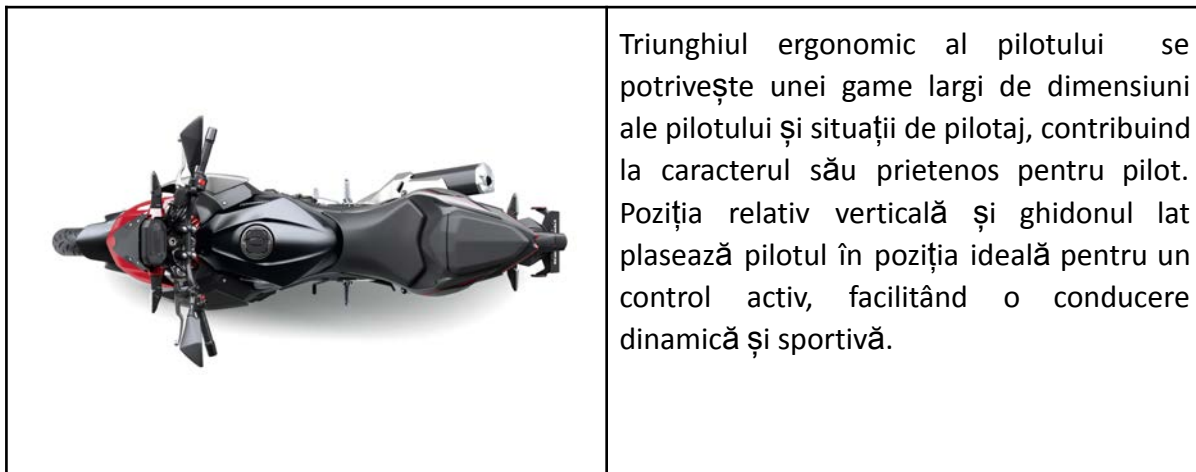 Triunghiul ergonomic al pilotului se
potrivește unei game largi de dimensiuni
ale pilotului și situații de pilotaj, contribuind
la caracterul său prietenos pentru pilot.
Poziția relativ verticală și ghidonul lat
plasează pilotul în poziția ideală pentru un
control activ, facilitând o conducere
dinamică și sportivă.